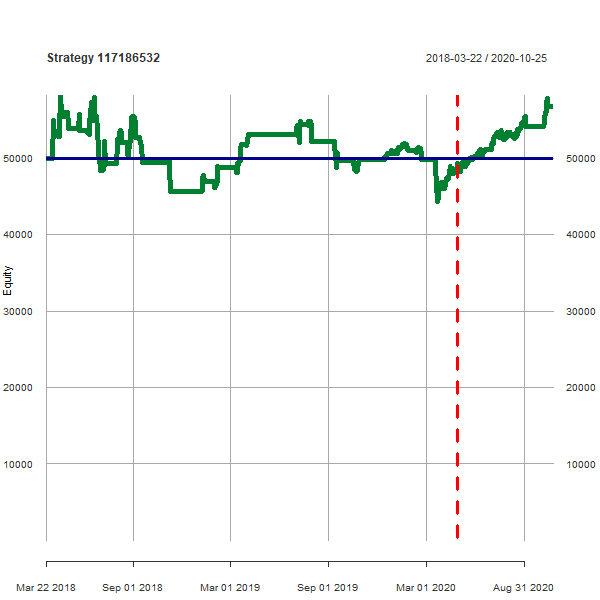 Strategy 117186532
2018-03-22 / 2020-10-25
50000 50000
40000 40000
30000 30000
20000 20000
10000 10000
Equity
Mar 22 2018 Sep 01 2018 Mar 01 2019 Sep 01 2019 Mar 01 2020 Aug 31 2020